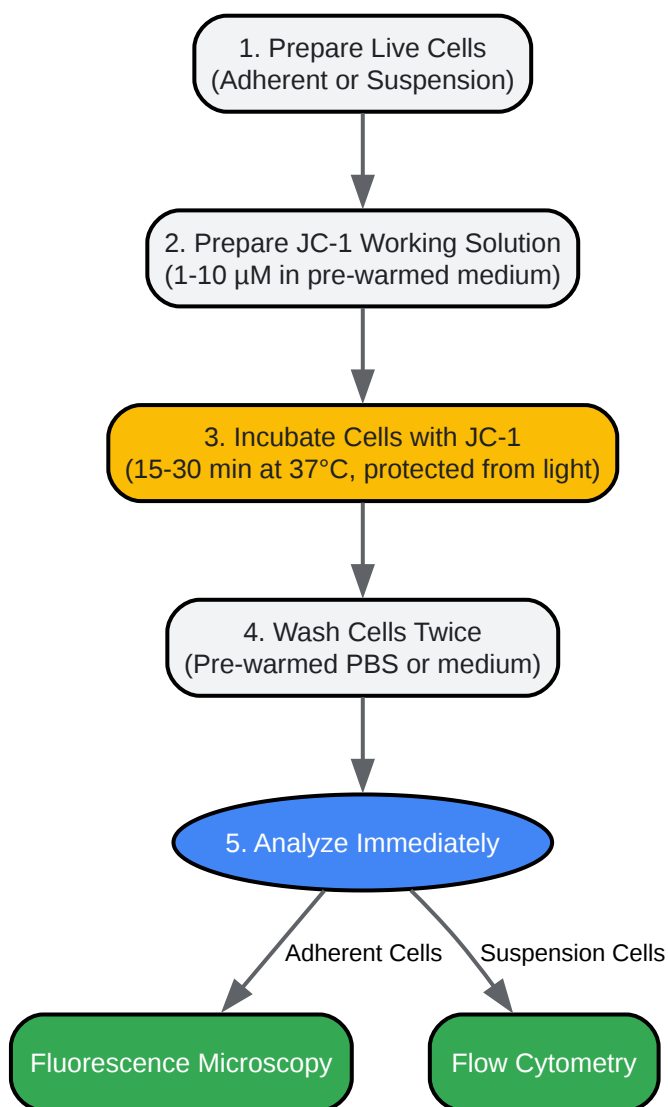 1. Prepare Live Cells
(Adherent or Suspension)
2. Prepare JC-1 Working Solution
(1-10 µM in pre-warmed medium)
3. Incubate Cells with JC-1
(15-30 min at 37°C, protected from light)
4. Wash Cells Twice
(Pre-warmed PBS or medium)
5. Analyze Immediately
Adherent Cells
Suspension Cells
Fluorescence Microscopy
Flow Cytometry